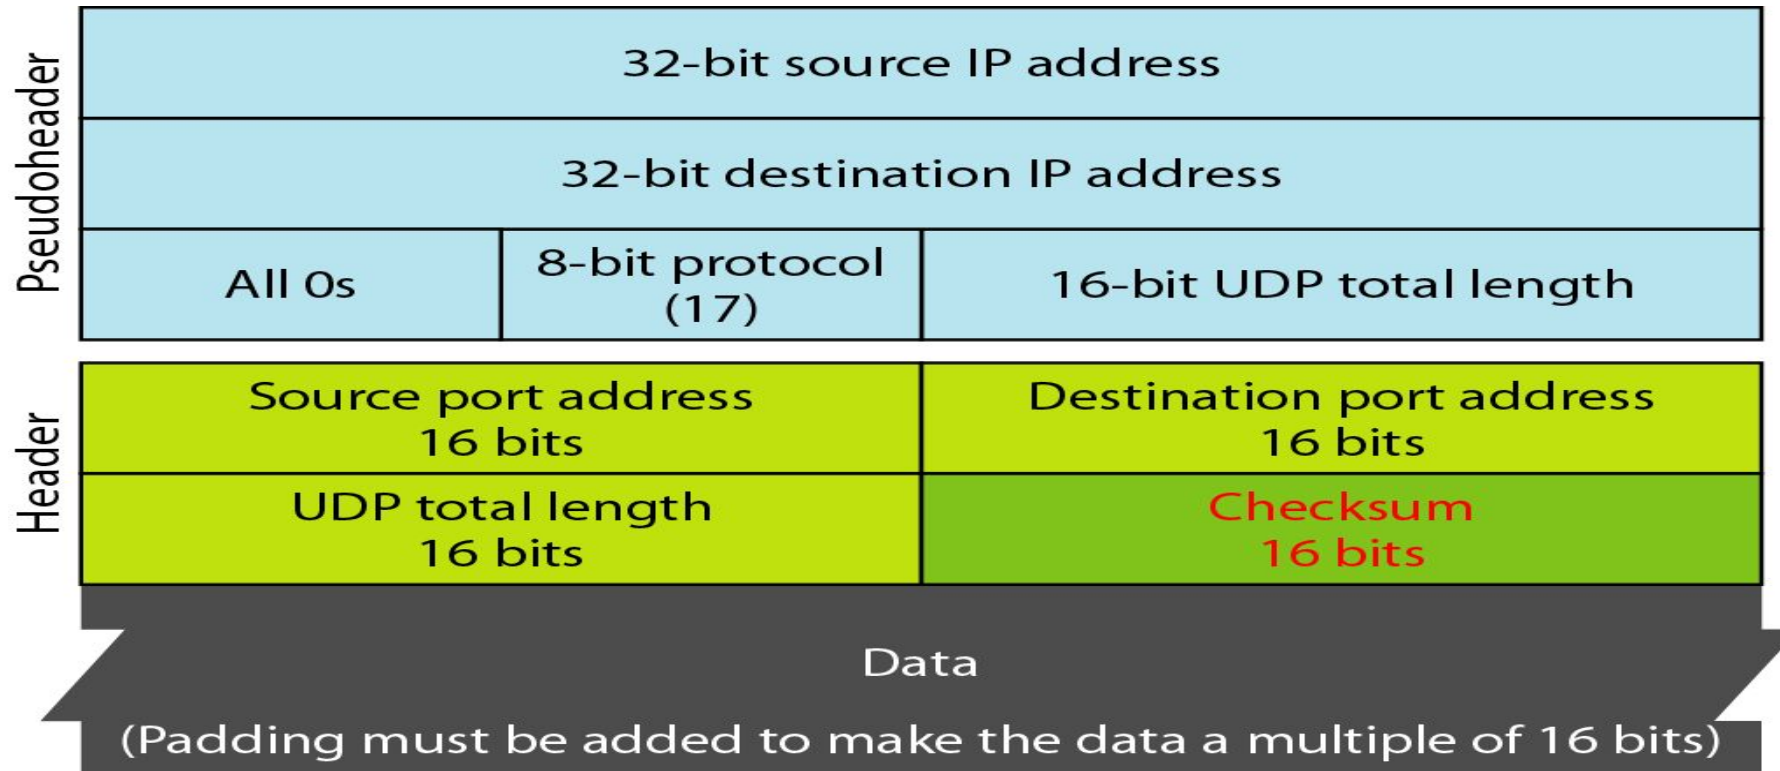 Pseudoheader
32-bit source IP address
32-bit destination IP address
All 0s
8-bit protocol
(17)
16-bit UDP total length
Header
Source port address
16 bits
Destination port address
16 bits
UDP total length
16 bits
Checksum
16 bits
Data
(Padding must be added to make the data a multiple of 16 bits)